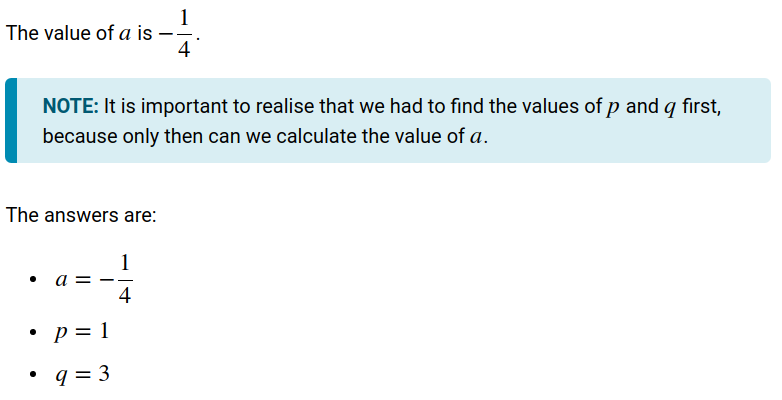 The value of a is −1/4.
NOTE: It is important to realise that we had to find the values of p and q first,
because only then can we calculate the value of a.
The answers are:
• a = −1/4
• p = 1
• q = 3